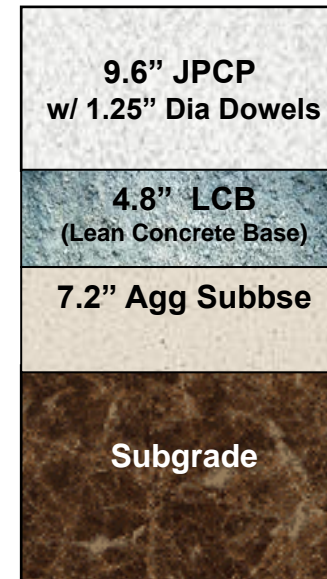 9.6” JPCP
w/ 1.25” Dia Dowels
4.8” LCB
(Lean Concrete Base)
7.2” Agg Subbse
Subgrade